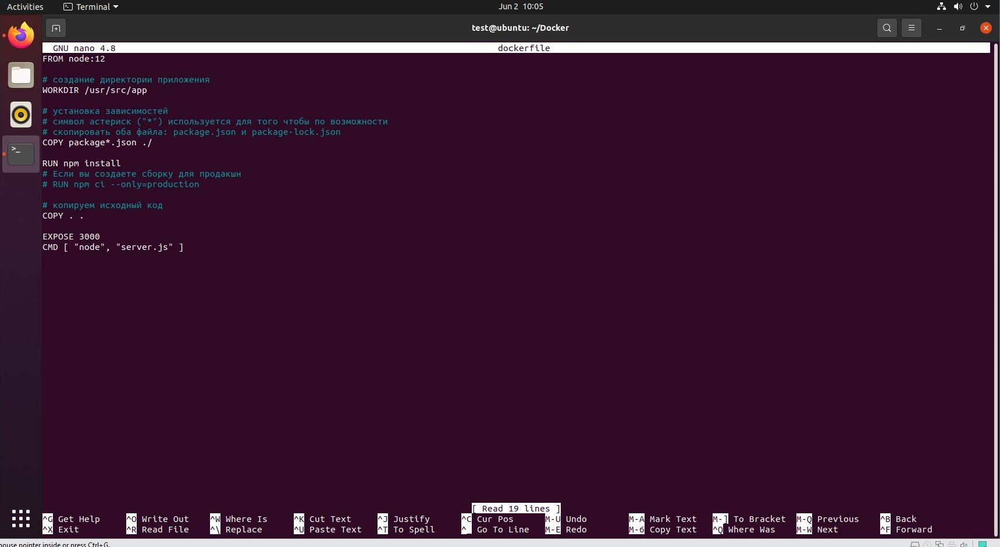 Activities
Terminal
Jun 2 10:05
test@ubuntu: ~/Docker
GNU nano 4.8 dockerfile
FROM node:12
# создание директории приложения
WORKDIR /usr/src/app
# установка зависимостей
# символ астериск ("*") используется для того чтобы по возможности
# скопировать оба файла: package.json и package-lock.json
COPY package*.json ./
RUN npm install
# Если вы создаете сборку для продакшн
# RUN npm ci --only=production
# копируем исходный код
COPY . .
EXPOSE 3000
CMD [ "node", "server.js" ]
[ Read 19 lines ]
^G Get Help ^O Write Out ^W Where Is ^K Cut Text ^J Justify ^C Cur Pos M-U Undo M-A Mark Text M-] To Bracket M-Q Previous ^B Back
^X Exit ^R Read File ^\ Replace ^U Paste Text ^T To Spell ^_ Go To Line M-E Redo M-6 Copy Text ^Q Where Was M-W Next ^F Forward
mouse pointer inside or press Ctrl+G.